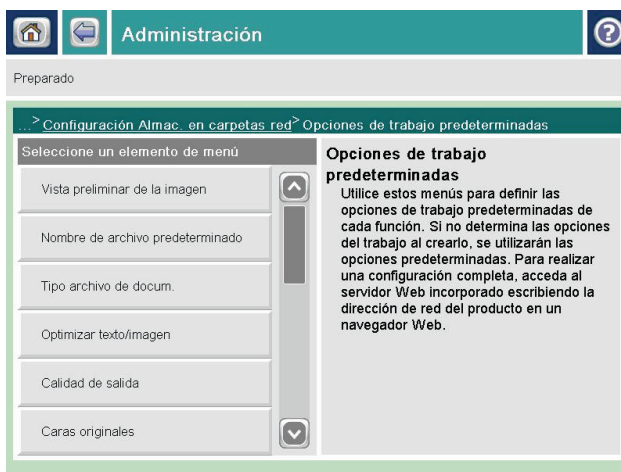 Administración
?
Preparado
...> Configuración Almac. en carpetas red> Opciones de trabajo predeterminadas
Seleccione un elemento de menú
Vista preliminar de la imagen
Nombre de archivo predeterminado
Tipo archivo de docum.
Optimizar texto/imagen
Calidad de salida
Caras originales
Opciones de trabajo
predeterminadas
Utilice estos menús para definir las
opciones de trabajo predeterminadas de
cada función. Si no determina las opciones
del trabajo al crearlo, se utilizarán las
opciones predeterminadas. Para realizar
una configuración completa, acceda al
servidor Web incorporado escribiendo la
dirección de red del producto en un
navegador Web.